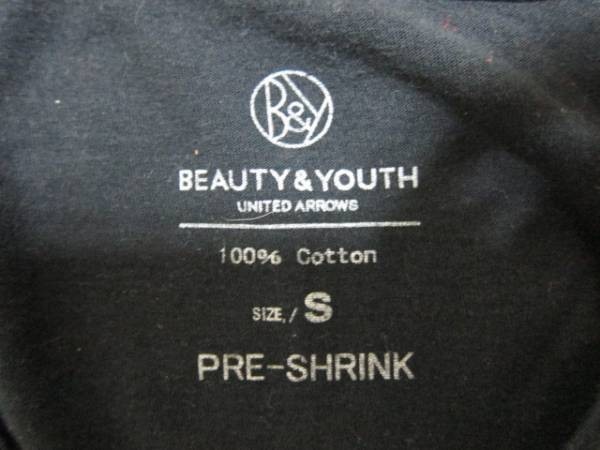 B&Y
BEAUTY&YOUTH
UNITED ARROWS
100% Cotton
SIZE,/S
PRE-SHRINK